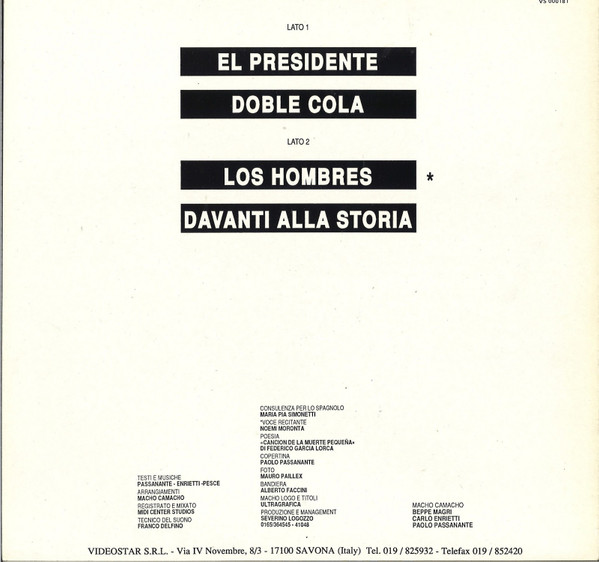 VS 000181
LATO 1
EL PRESIDENTE
DOBLE COLA
LATO 2
LOS HOMBRES *
DAVANTI ALLA STORIA
TESTI E MUSICHE
PASSANANTE - ENRIETTI - PESCE
ARRANGIAMENTI
MACHO CAMACHO
REGISTRATO E MIXATO
MIDI CENTER STUDIOS
TECNICO DEL SUONO
FRANCO DELFINO
CONSULENZA PER LO SPAGNOLO
MARIA PIA SIMONETTI
*VOCE RECITANTE
NOEMI MORONTA
POESIA
«CANCION DE LA MUERTE PEQUEÑA»
DI FEDERICO GARCIA LORCA
COPERTINA
PAOLO PASSANANTE
FOTO
MAURO PAILLEX
BANDIERA
ALBERTO FACCINI
MACHO LOGO E TITOLI
ULTRAGRAFICA
PRODUZIONE E MANAGEMENT
SEVERINO LOGOZZO
0165/364545 - 41048
MACHO CAMACHO
BEPPE MAGRI
CARLO ENRIETTI
PAOLO PASSANANTE
VIDEOSTAR S.R.L. - Via IV Novembre, 8/3 - 17100 SAVONA (Italy) Tel. 019 / 825932 - Telefax 019 / 852420